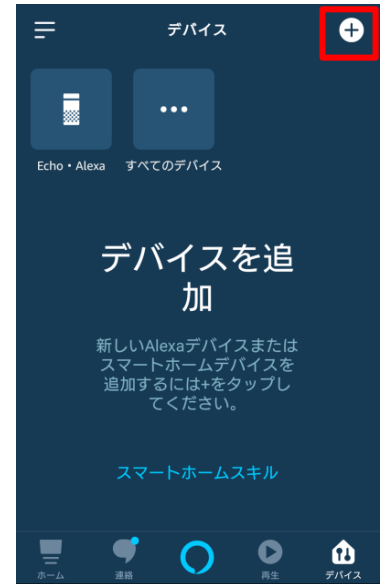 デバイス
Echo・Alexa
すべてのデバイス
デバイスを追
加
新しいAlexaデバイスまたは
スマートホームデバイスを
追加するには+をタップし
てください。
スマートホームスキル
ホーム
連絡
再生
デバイス